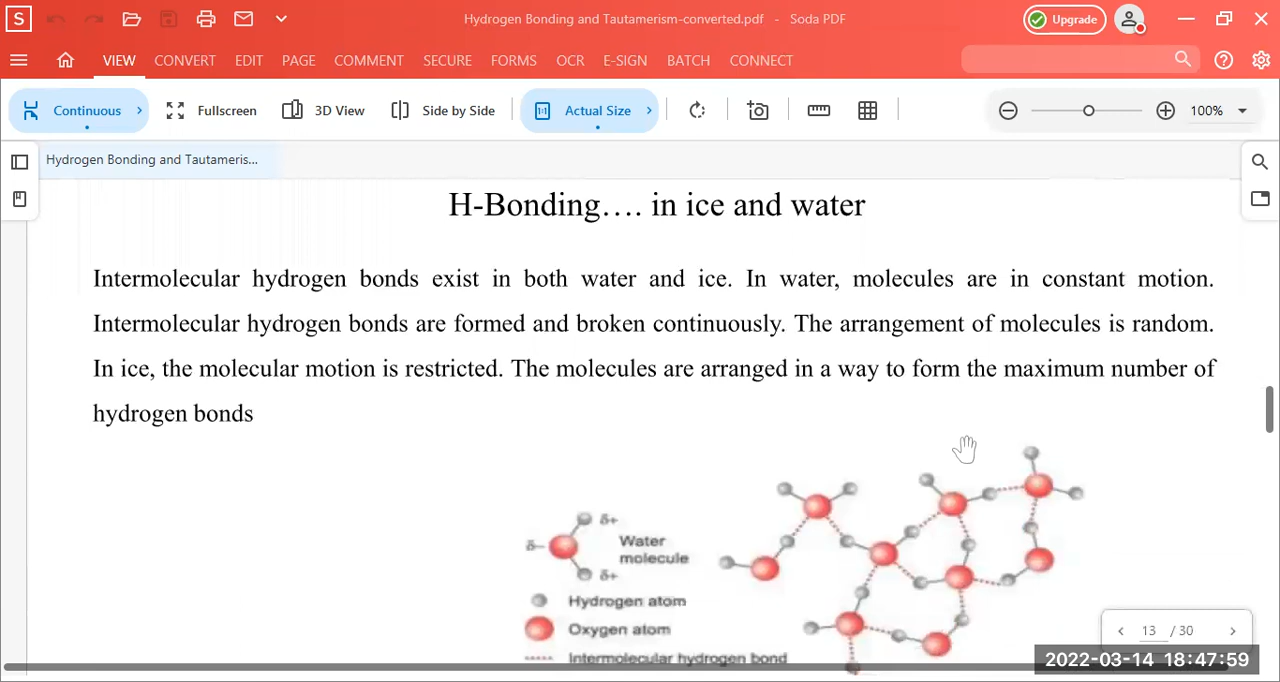 S
Hydrogen Bonding and Tautamerism-converted.pdf - Soda PDF
Upgrade
VIEW CONVERT EDIT PAGE COMMENT SECURE FORMS OCR E-SIGN BATCH CONNECT
Continuous Fullscreen 3D View Side by Side 1:1 Actual Size 100%
Hydrogen Bonding and Tautameris...
H-Bonding…. in ice and water
Intermolecular hydrogen bonds exist in both water and ice. In water, molecules are in constant motion.
Intermolecular hydrogen bonds are formed and broken continuously. The arrangement of molecules is random.
In ice, the molecular motion is restricted. The molecules are arranged in a way to form the maximum number of
hydrogen bonds
δ+
δ−
Water
molecule
δ+
Hydrogen atom
Oxygen atom
Intermolecular hydrogen bond
13 / 30
2022-03-14 18:47:59